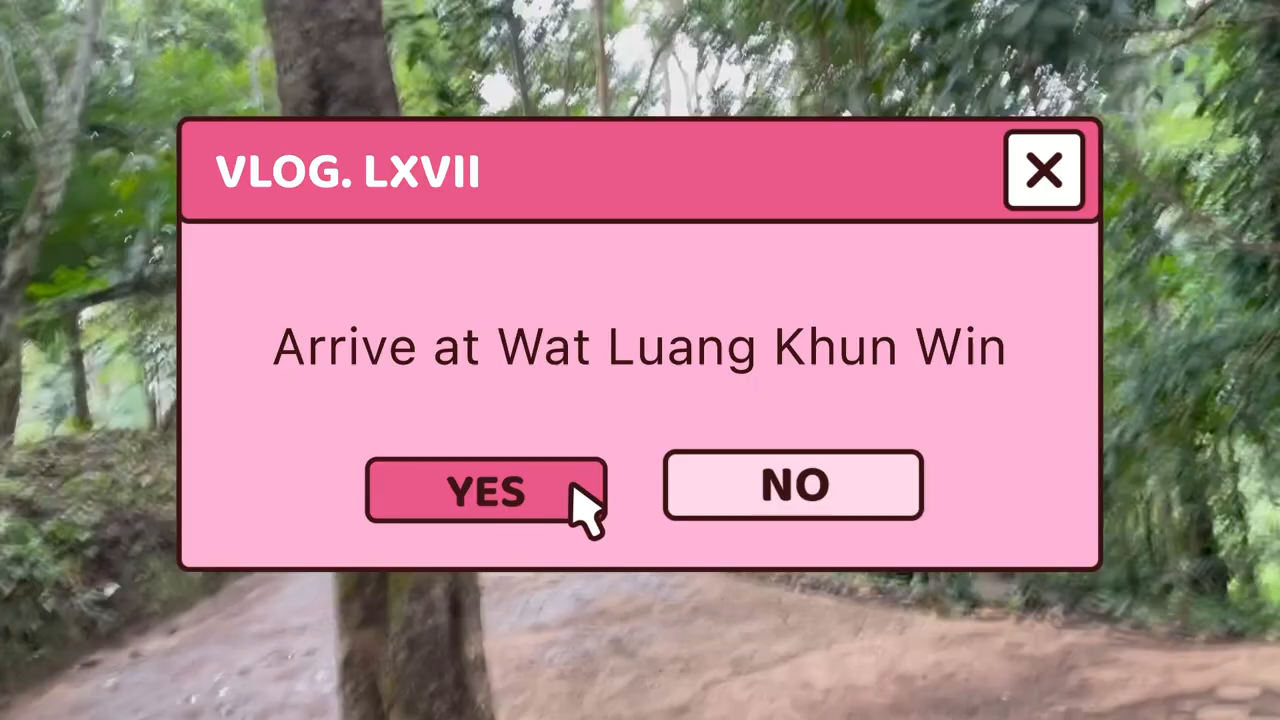 VLOG. LXVII
Arrive at Wat Luang Khun Win
YES
NO